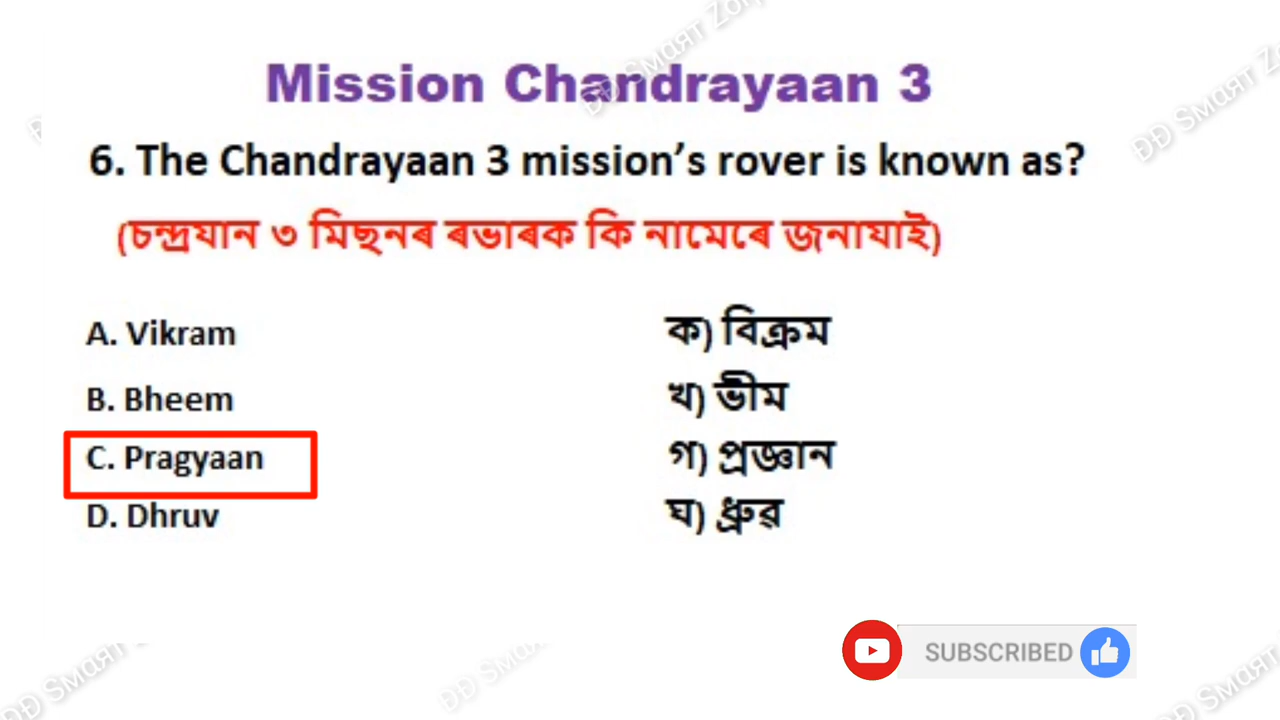 Mission Chandrayaan 3
6. The Chandrayaan 3 mission's rover is known as?
(চন্দ্ৰযান ৩ মিছনৰ ৰভাৰক কি নামেৰে জনাযাই)
A. Vikram
ক) বিক্ৰম
B. Bheem
খ) ভীম
C. Pragyaan
গ) প্ৰজ্ঞান
D. Dhruv
ঘ) ধ্ৰুৱ
SUBSCRIBED